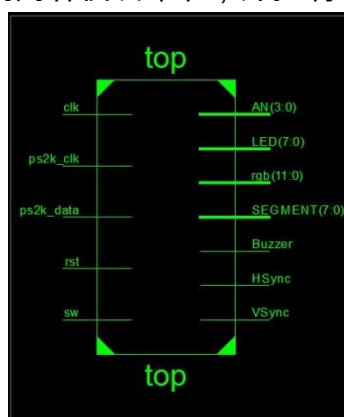 top
clk
ps2k_clk
ps2k_data
rst
sw
AN(3:0)
LED(7:0)
rgb(11:0)
SEGMENT(7:0)
Buzzer
HSync
VSync
top